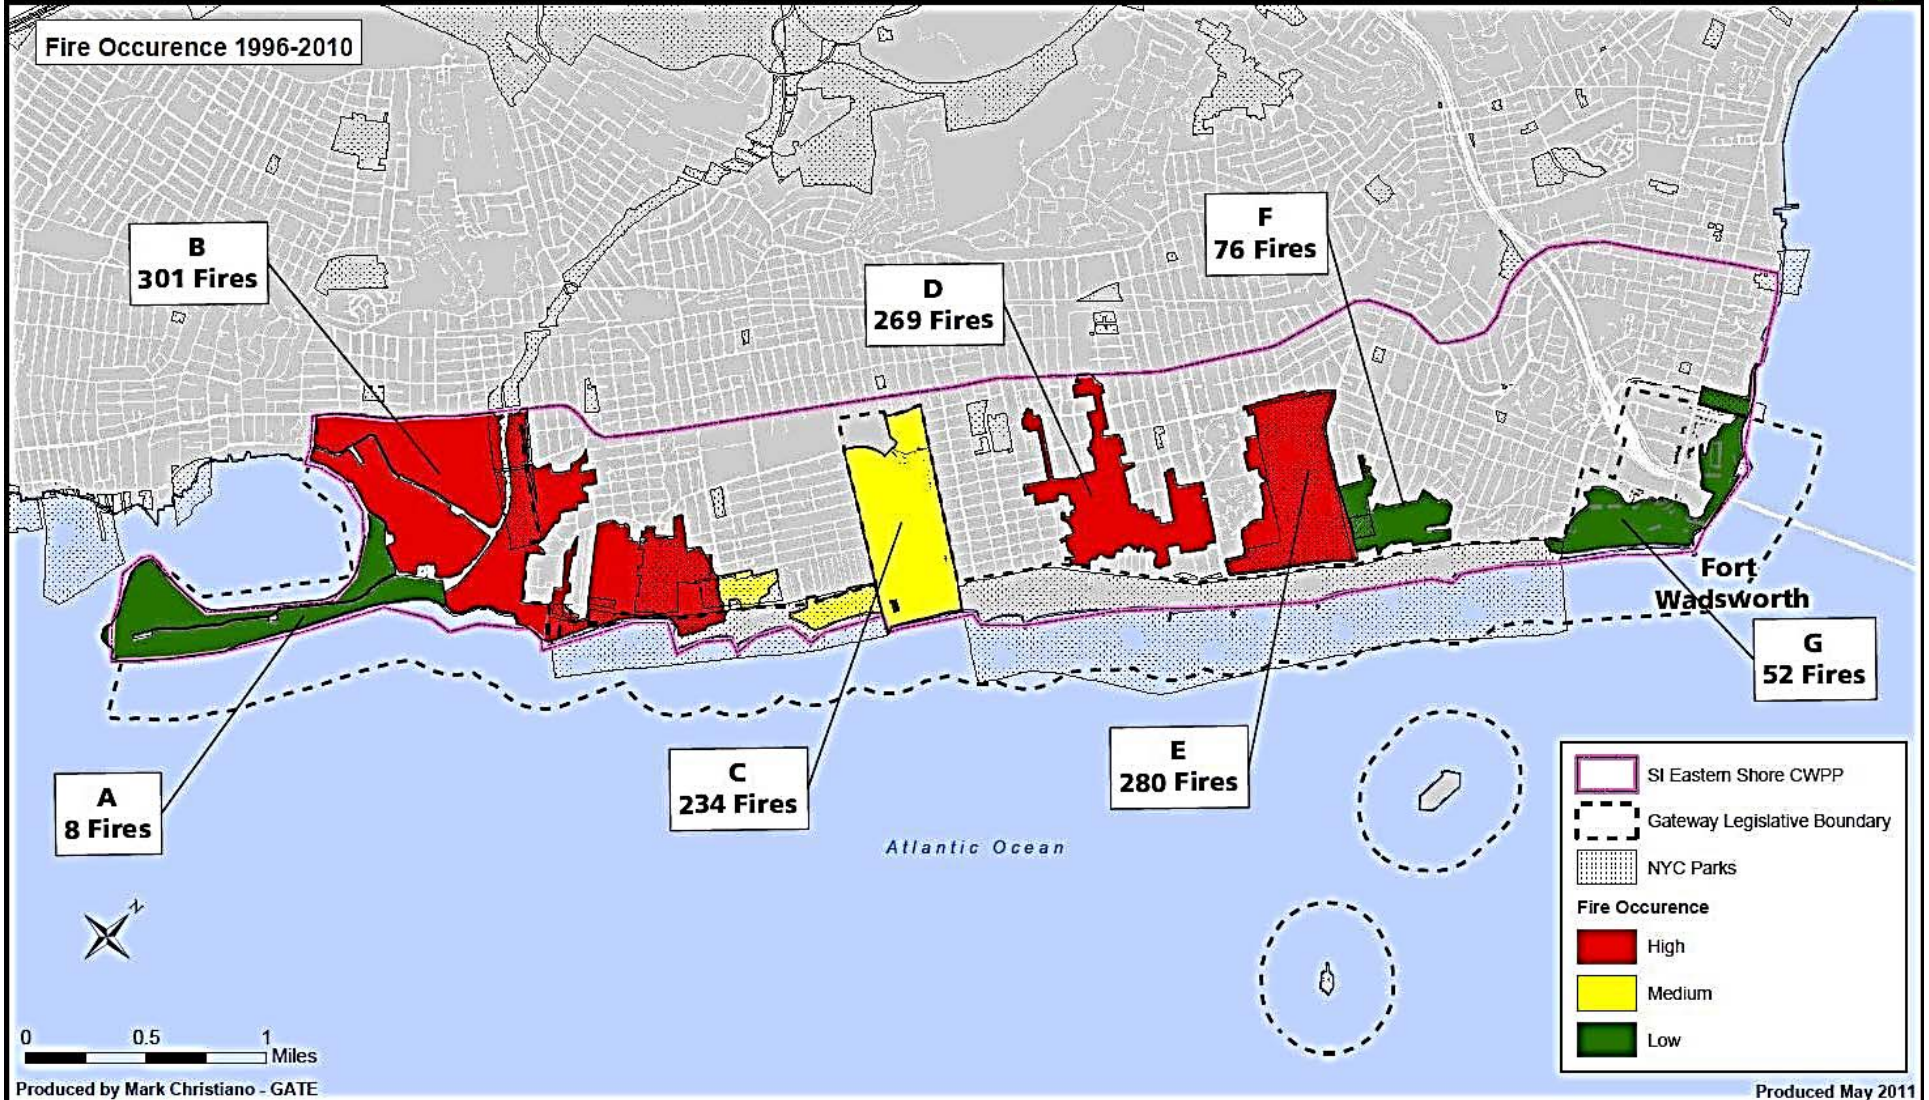 Fire Occurence 1996-2010
B
301 Fires
F
76 Fires
D
269 Fires
Fort
Wadsworth
G
52 Fires
E
280 Fires
C
234 Fires
A
8 Fires
Atlantic Ocean
SI Eastern Shore CWPP
Gateway Legislative Boundary
NYC Parks
Fire Occurence
High
Medium
Low
N
0 0.5 1
Miles
Produced by Mark Christiano - GATE
Produced May 2011